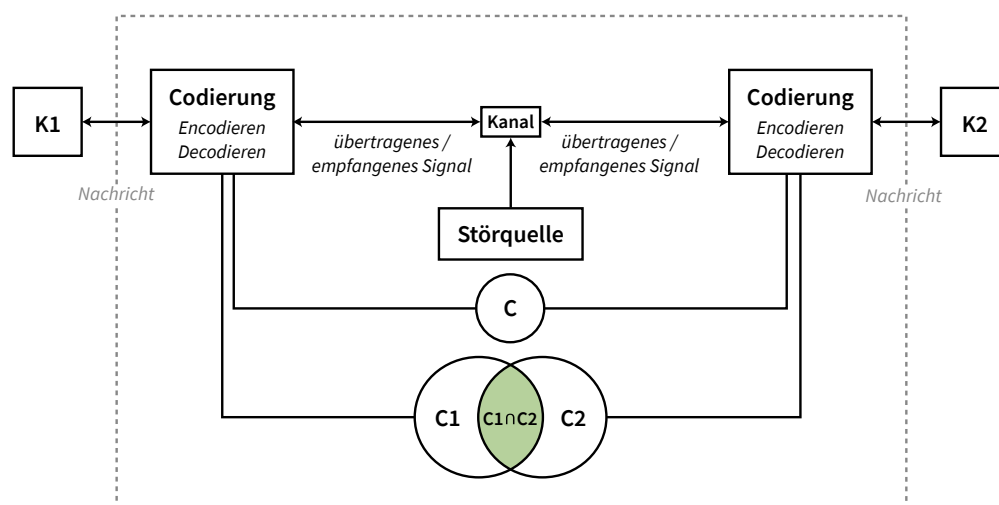 K1
Codierung
Encodieren
Decodieren
Nachricht
übertragenes /
empfangenes Signal
Kanal
übertragenes /
empfangenes Signal
Codierung
Encodieren
Decodieren
K2
Nachricht
Störquelle
C
C1
C1∩C2
C2